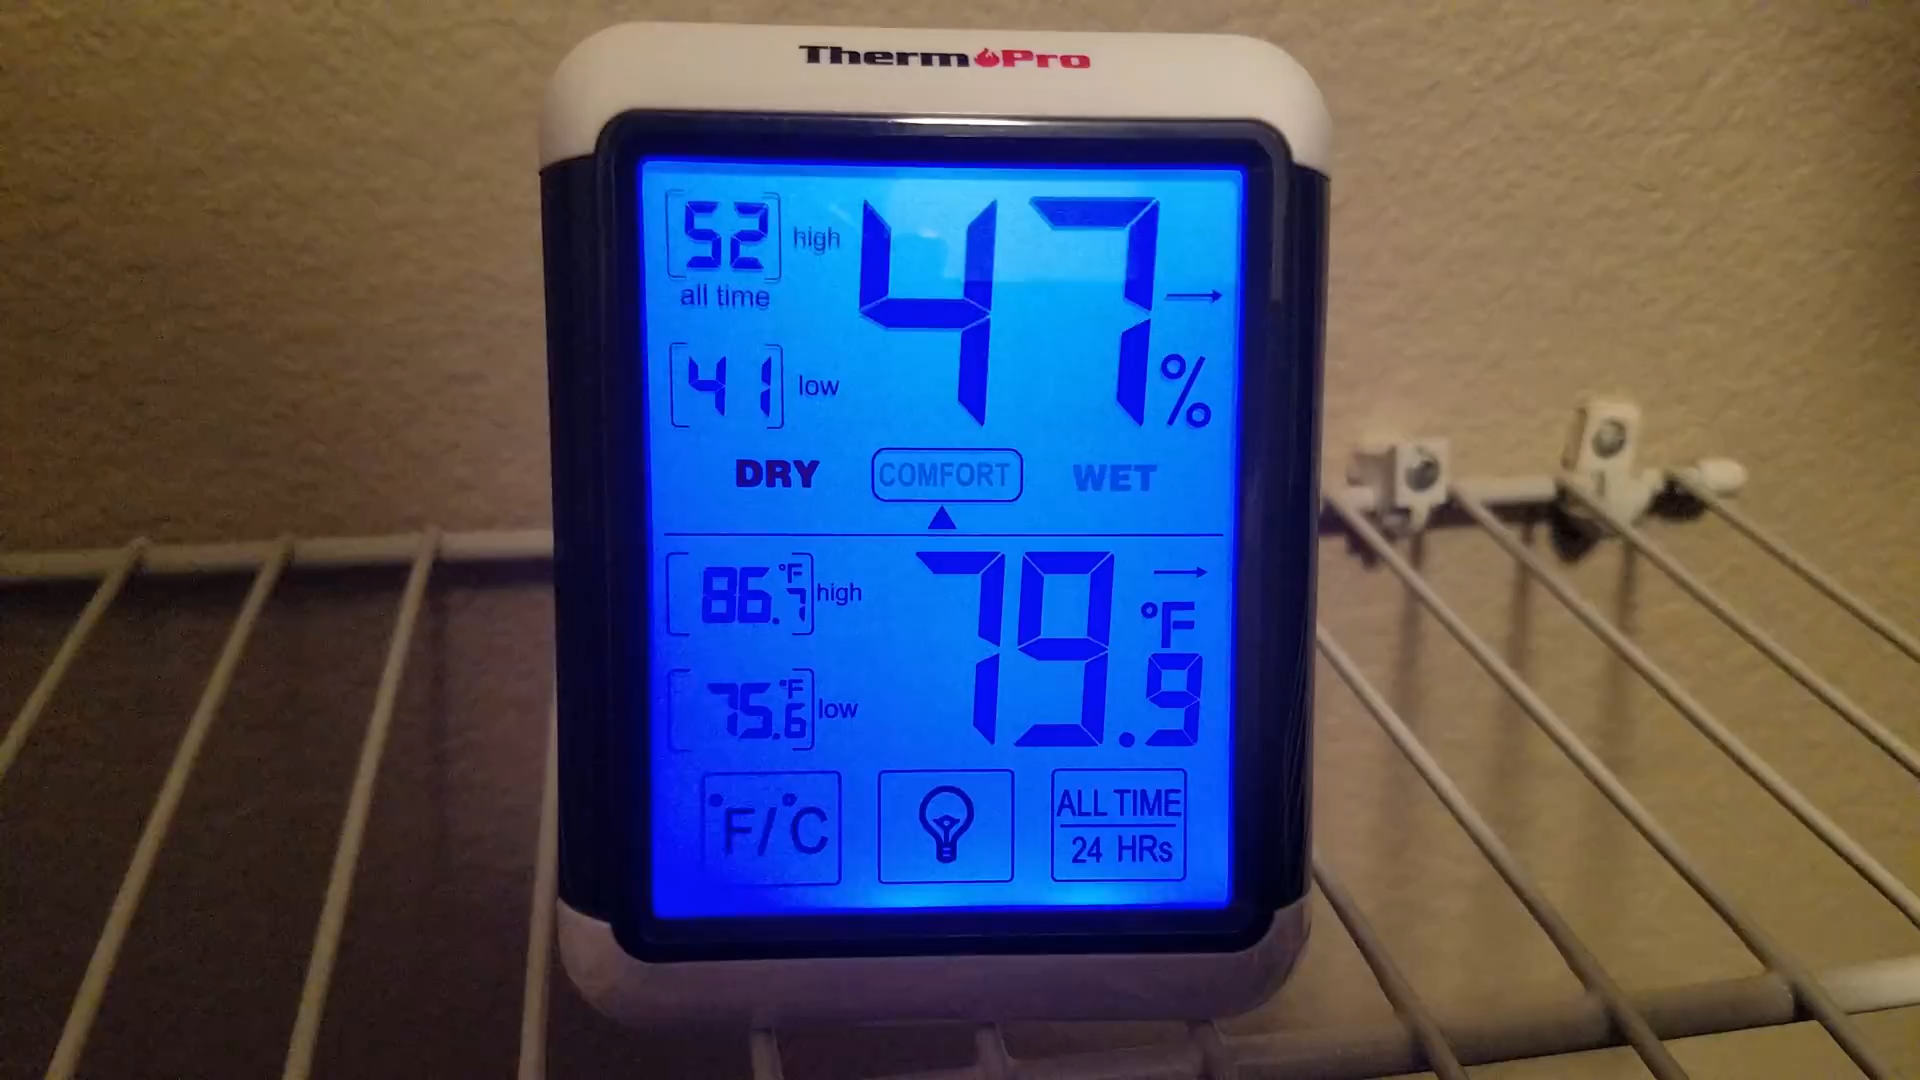 ThermoPro
52 high 47
all time
→
41 low %
DRY COMFORT WET
86.7 °F high 79.9 °F →
75.6 °F low
°F/°C
ALL TIME
24 HRs